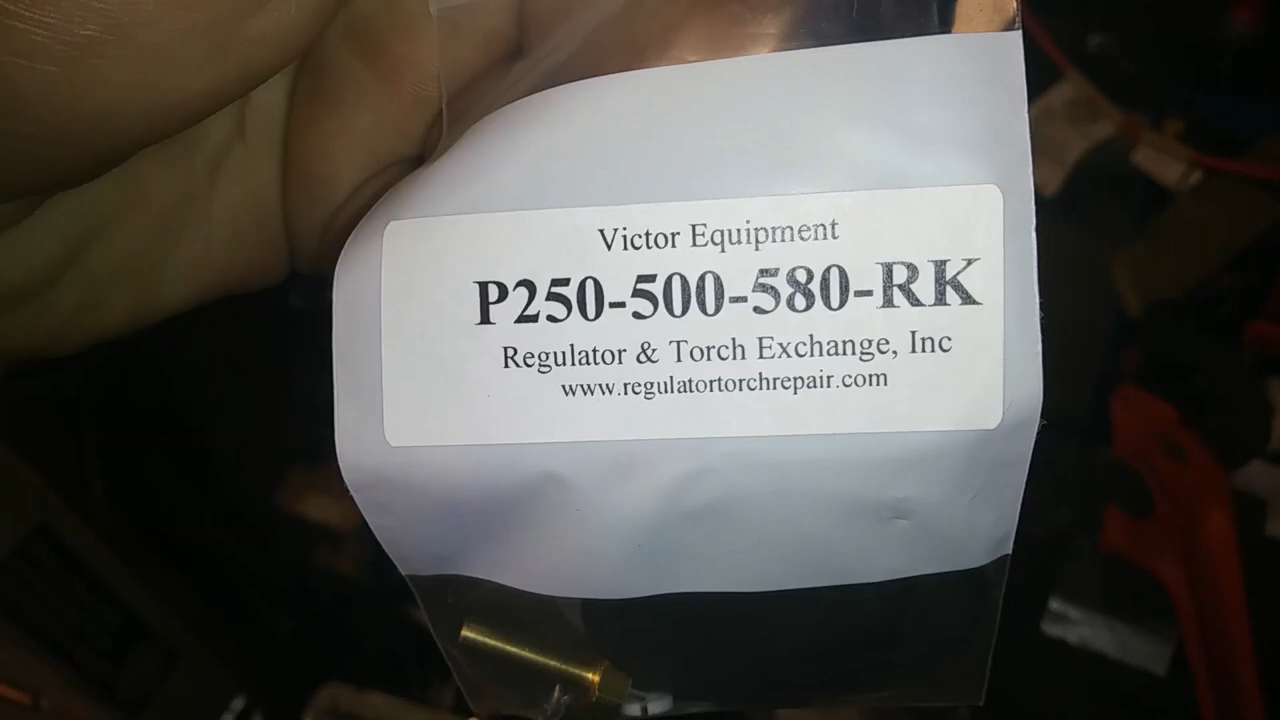 Victor Equipment
P250-500-580-RK
Regulator & Torch Exchange, Inc
www.regulatortorchrepair.com